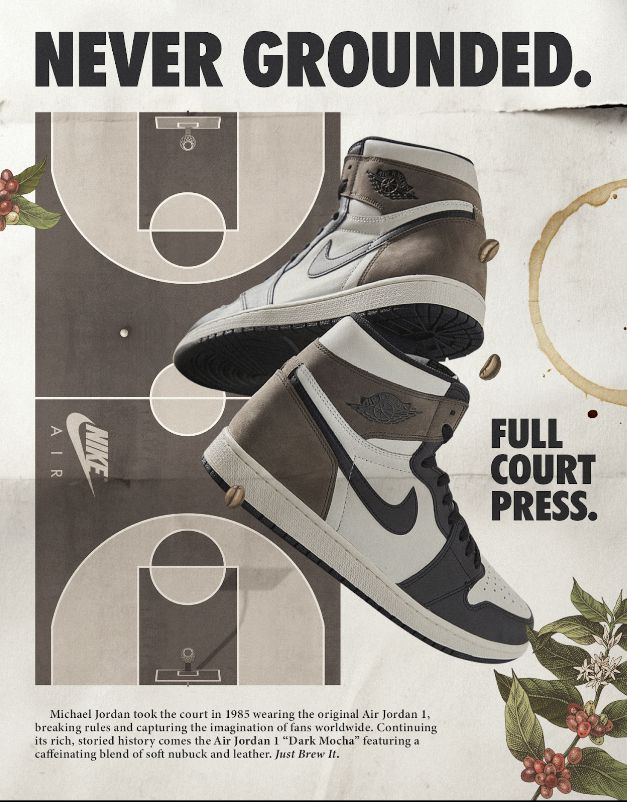 NEVER GROUNDED.
NIKE
AIR
FULL
COURT
PRESS.
Michael Jordan took the court in 1985 wearing the original Air Jordan 1,
breaking rules and capturing the imagination of fans worldwide. Continuing
its rich, storied history comes the Air Jordan 1 “Dark Mocha” featuring a
caffeinating blend of soft nubuck and leather. Just Brew It.